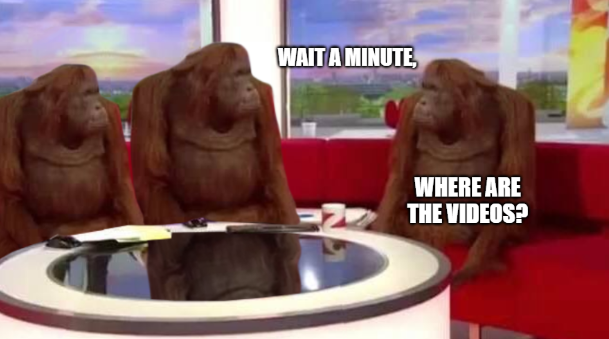 WAIT A MINUTE,
WHERE ARE
THE VIDEOS?